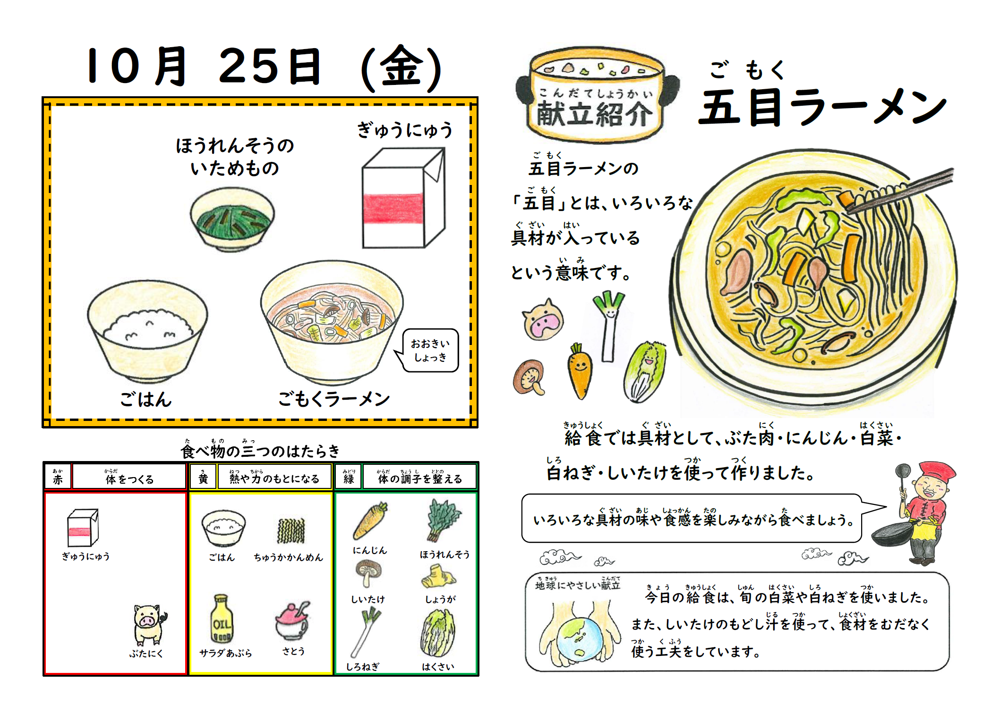 10月 25日 (金)
ほうれんそうの
いためもの
ぎゅうにゅう
おおきい
しょっき
ごはん
ごもくラーメン
た もの みっ
食べ物の三つのはたらき
あか からだ
赤 体をつくる
き ねつ ちから
黄 熱や力のもとになる
みどり からだ ちょう し ととの
緑 体の調子を整える
ぎゅうにゅう
ぶたにく
ごはん
ちゅうかかんめん
サラダあぶら
さとう
にんじん
ほうれんそう
しいたけ
しょうが
しろねぎ
はくさい
こんだてしょうかい
献立紹介
ご もく
五目ラーメン
ご もく
五目ラーメンの
ご もく
「五目」とは、いろいろな
ぐ ざい はい
具材が入っている
い み
という意味です。
きゅうしょく ぐ ざい にく はくさい
給食では具材として、ぶた肉・にんじん・白菜・
しろ つか つく
白ねぎ・しいたけを使って作りました。
ぐ ざい あじ しょっかん たの た
いろいろな具材の味や食感を楽しみながら食べましょう。
ち きゅう こんだて
地球にやさしい献立
きょう きゅうしょく しゅん はくさい しろ つか
今日の給食は、旬の白菜や白ねぎを使いました。
じる つか しょくざい
また、しいたけのもどし汁を使って、食材をむだなく
つか く ふう
使う工夫をしています。
OIL